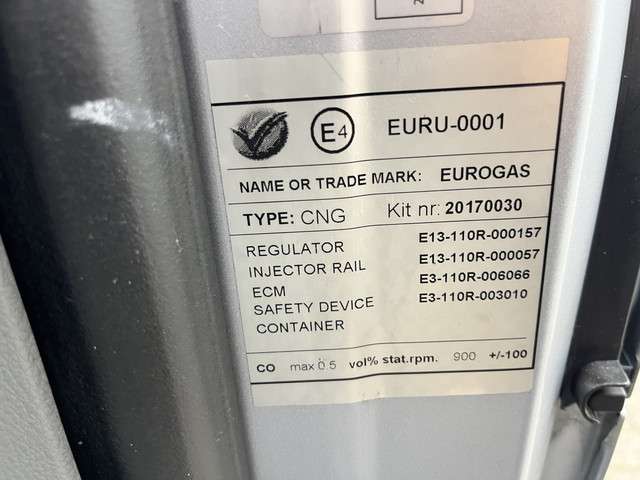 E4 EURU-0001
NAME OR TRADE MARK: EUROGAS
TYPE: CNG Kit nr: 20170030
REGULATOR E13-110R-000157
INJECTOR RAIL E13-110R-000057
ECM E3-110R-006066
SAFETY DEVICE E3-110R-003010
CONTAINER
CO max 0.5 vol% stat.rpm. 900 +/-100